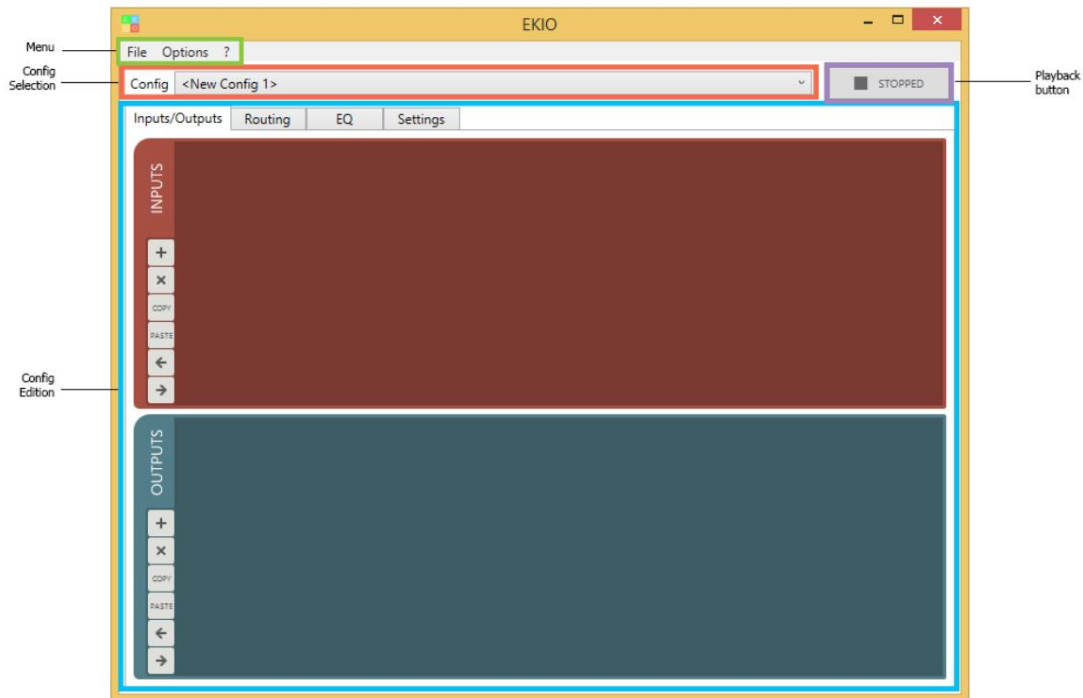 EKIO
Menu
File Options ?
Config
Selection
Config <New Config 1>
STOPPED
Playback
button
Inputs/Outputs Routing EQ Settings
INPUTS
COPY
PASTE
Config
Edition
OUTPUTS
COPY
PASTE